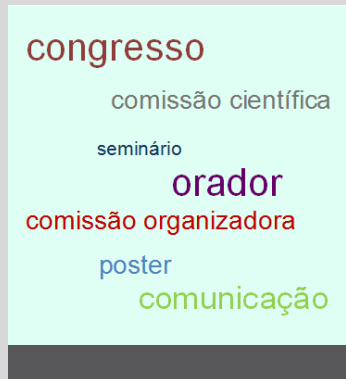 congresso
comissão científica
seminário
orador
comissão organizadora
poster
comunicação